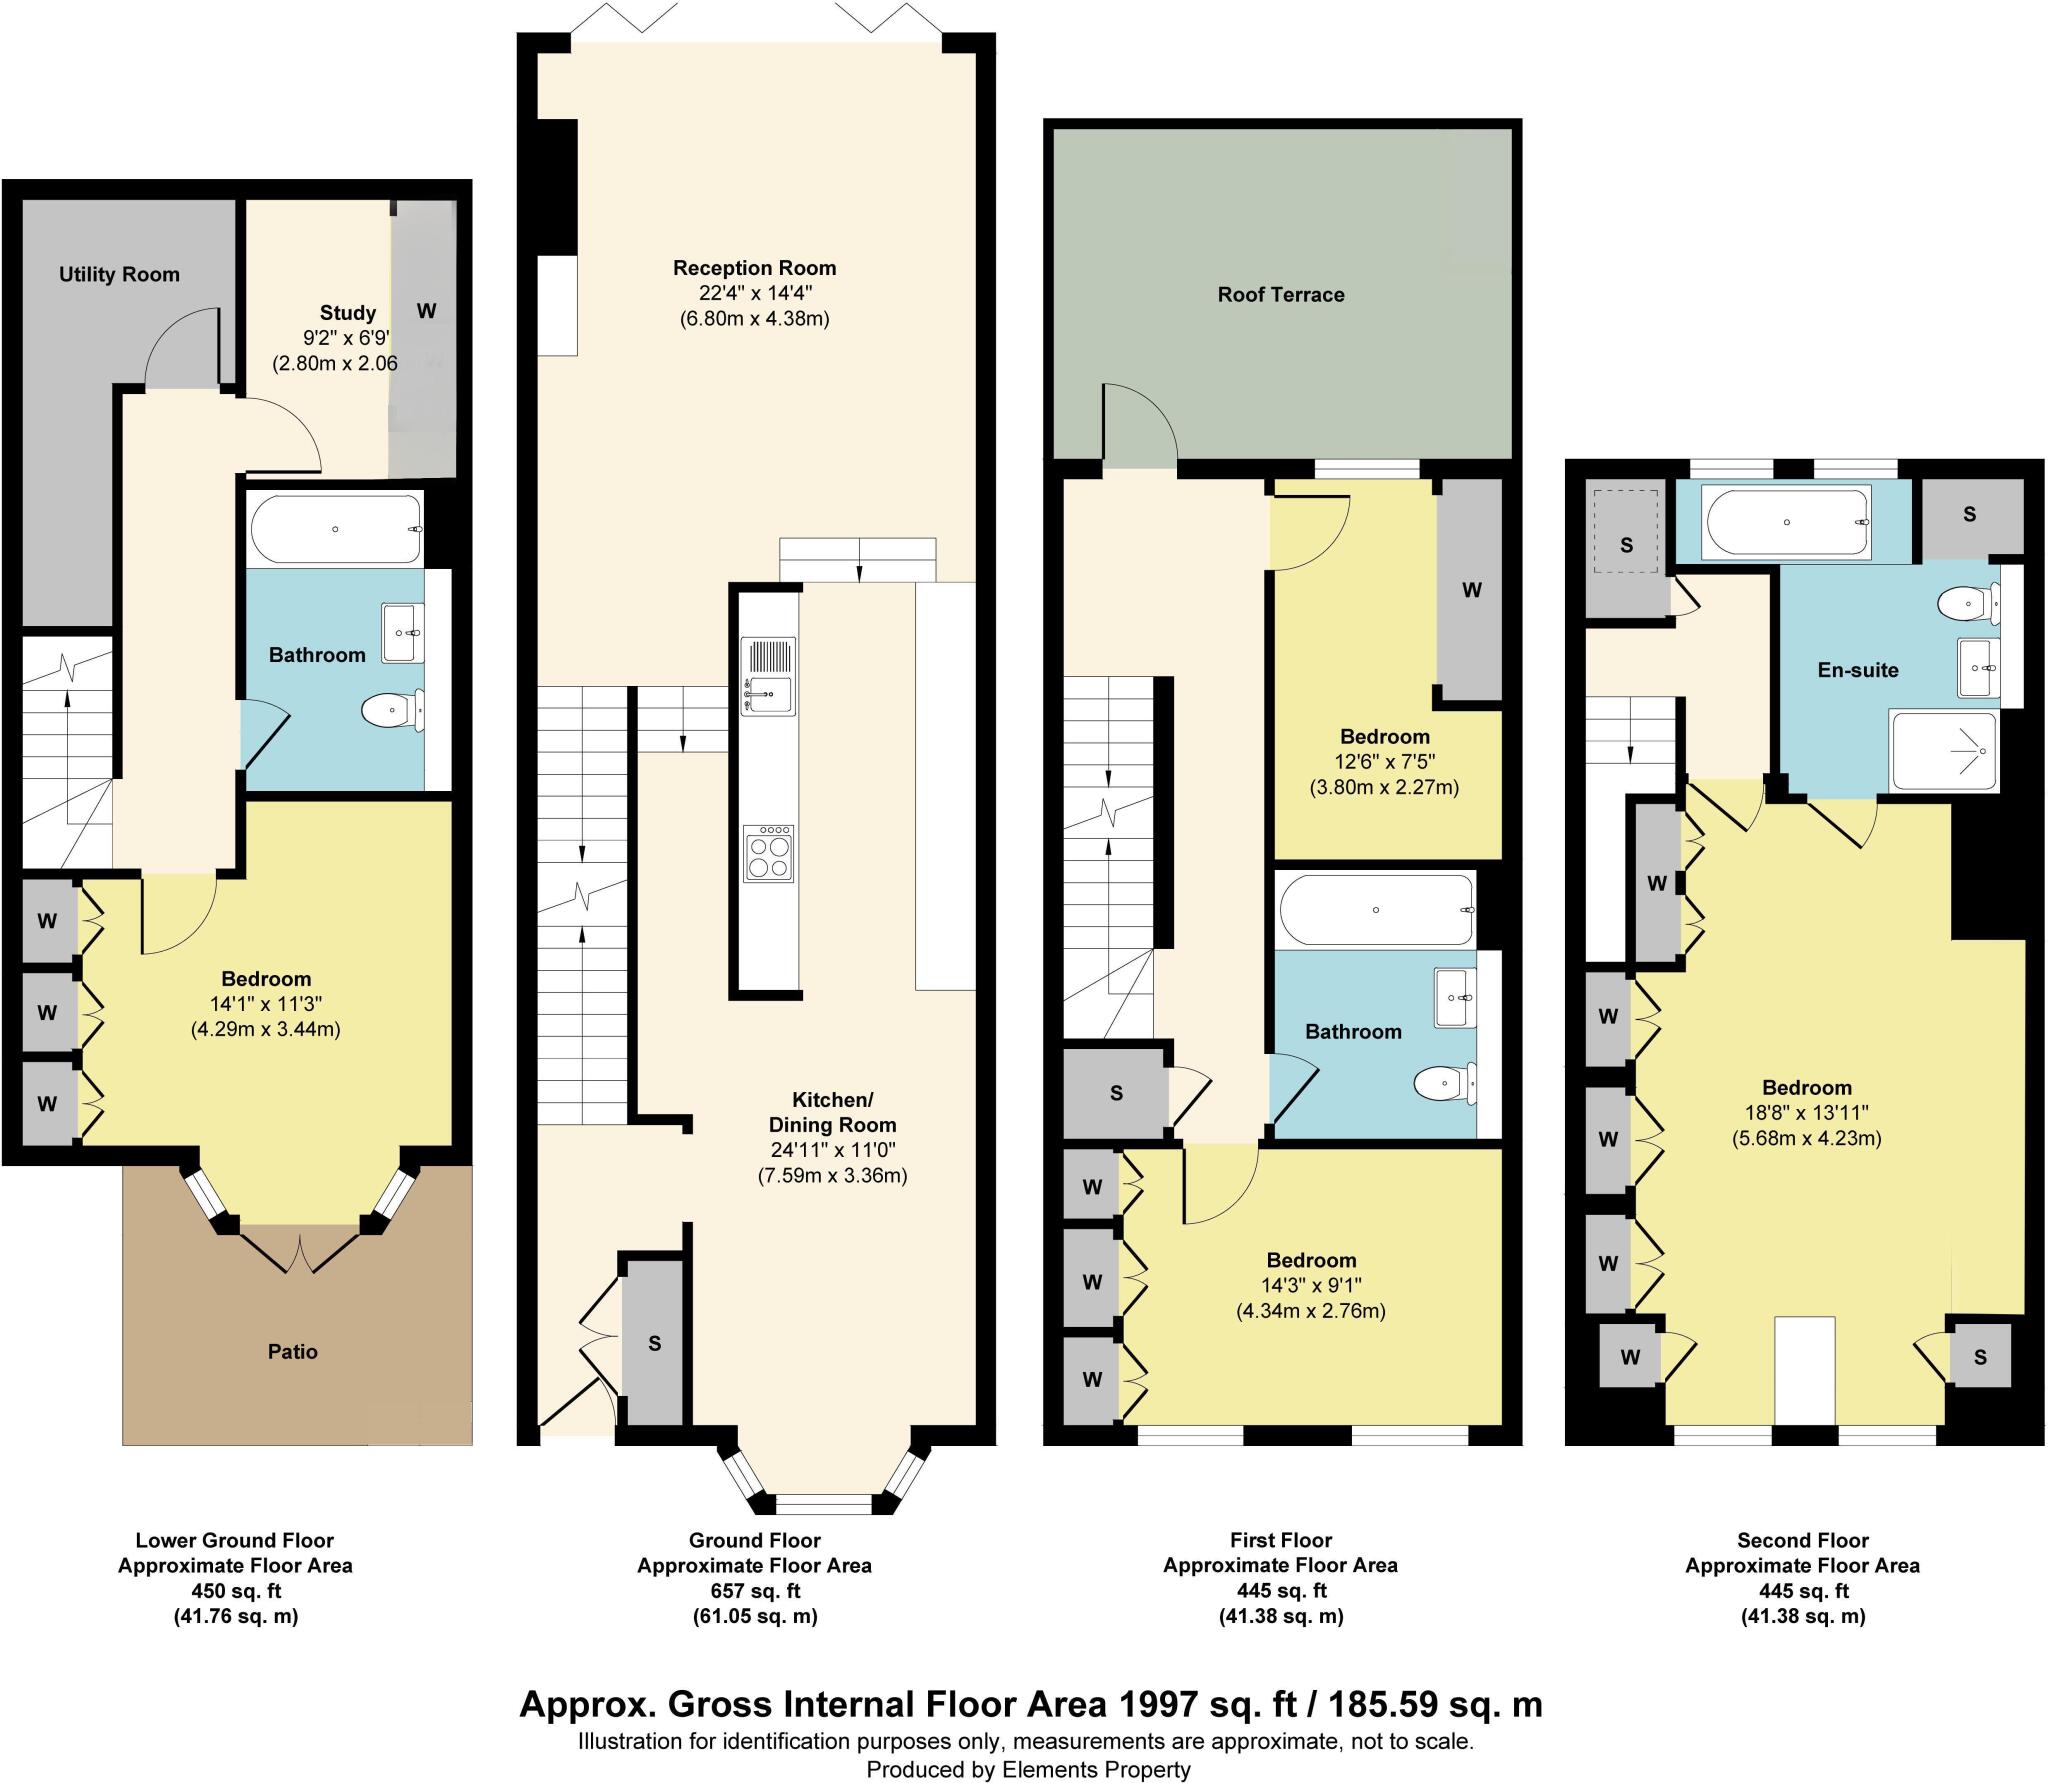 Utility Room
Study
9'2" x 6'9'
(2.80m x 2.06
W
Bathroom
W
W
W
Bedroom
14'1" x 11'3"
(4.29m x 3.44m)
Patio
Lower Ground Floor
Approximate Floor Area
450 sq. ft
(41.76 sq. m)
Reception Room
22'4" x 14'4"
(6.80m x 4.38m)
Kitchen/
Dining Room
24'11" x 11'0"
(7.59m x 3.36m)
S
Ground Floor
Approximate Floor Area
657 sq. ft
(61.05 sq. m)
Roof Terrace
W
Bedroom
12'6" x 7'5"
(3.80m x 2.27m)
Bathroom
S
W
W
W
Bedroom
14'3" x 9'1"
(4.34m x 2.76m)
First Floor
Approximate Floor Area
445 sq. ft
(41.38 sq. m)
S
S
En-suite
W
W
W
W
Bedroom
18'8" x 13'11"
(5.68m x 4.23m)
W
S
Second Floor
Approximate Floor Area
445 sq. ft
(41.38 sq. m)
Approx. Gross Internal Floor Area 1997 sq. ft / 185.59 sq. m
Illustration for identification purposes only, measurements are approximate, not to scale.
Produced by Elements Property